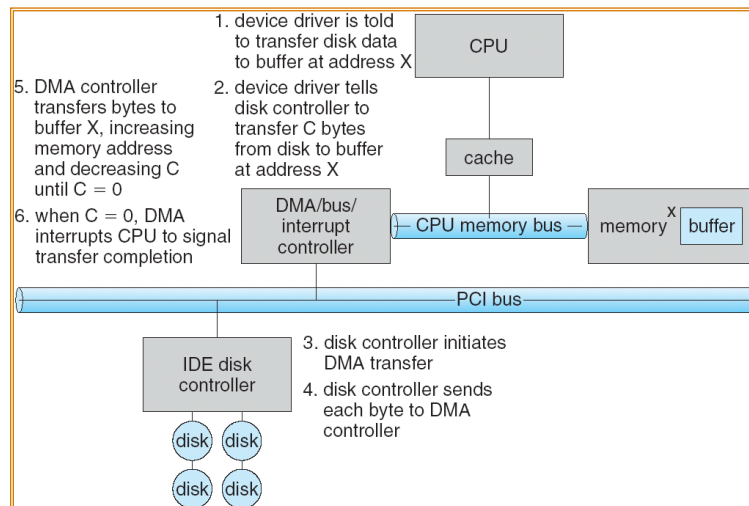 1. device driver is told
to transfer disk data
to buffer at address X
CPU
5. DMA controller
transfers bytes to
buffer X, increasing
memory address
and decreasing C
until C = 0
2. device driver tells
disk controller to
transfer C bytes
from disk to buffer
at address X
cache
6. when C = 0, DMA
interrupts CPU to signal
transfer completion
DMA/bus/
interrupt
controller
CPU memory bus
memory
x
buffer
PCI bus
IDE disk
controller
3. disk controller initiates
DMA transfer
4. disk controller sends
each byte to DMA
controller
disk
disk
disk
disk